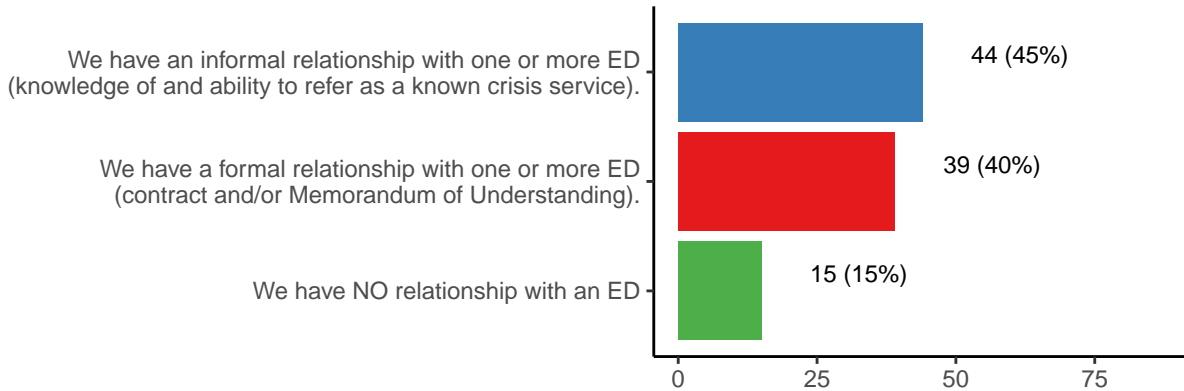 We have an informal relationship with one or more ED
(knowledge of and ability to refer as a known crisis service).
44 (45%)
We have a formal relationship with one or more ED
(contract and/or Memorandum of Understanding).
39 (40%)
We have NO relationship with an ED
15 (15%)
0 25 50 75